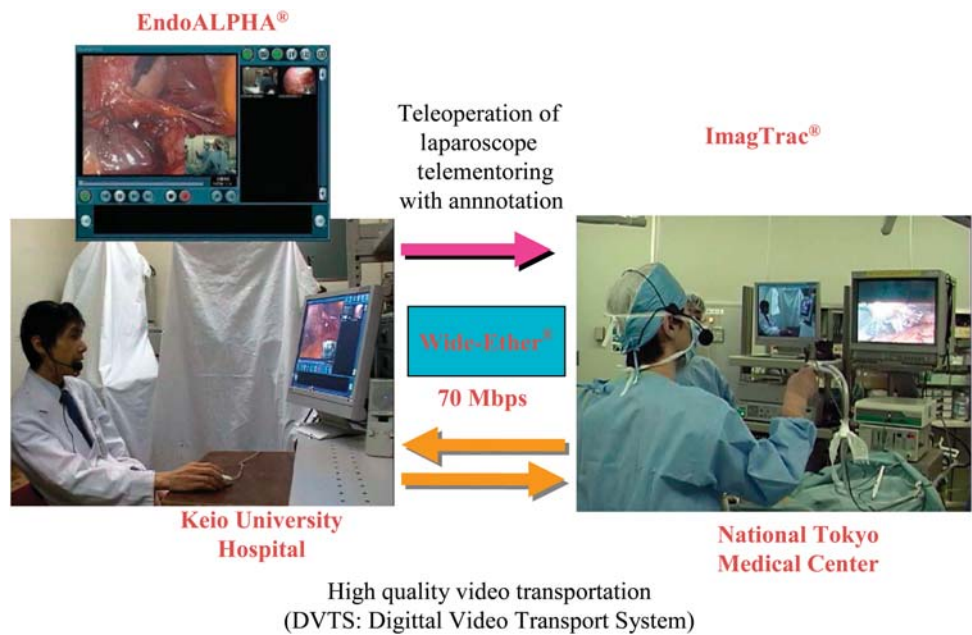 EndoALPHA®
Teleoperation of
laparoscope
telementoring
with annnotation
ImagTrac®
Wide-Ether®
70 Mbps
Keio University
Hospital
National Tokyo
Medical Center
High quality video transportation
(DVTS: Digittal Video Transport System)